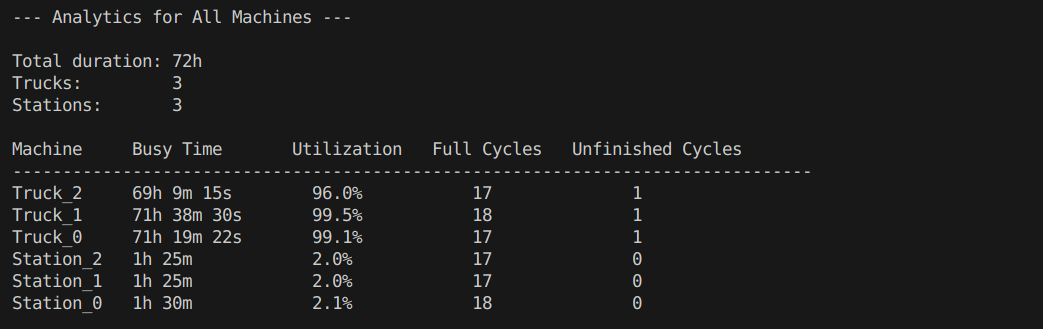 --- Analytics for All Machines ---
Total duration: 72h
Trucks: 3
Stations: 3
Machine Busy Time Utilization Full Cycles Unfinished Cycles
--------------------------------------------------------------------------------
Truck_2 69h 9m 15s 96.0% 17 1
Truck_1 71h 38m 30s 99.5% 18 1
Truck_0 71h 19m 22s 99.1% 17 1
Station_2 1h 25m 2.0% 17 0
Station_1 1h 25m 2.0% 17 0
Station_0 1h 30m 2.1% 18 0